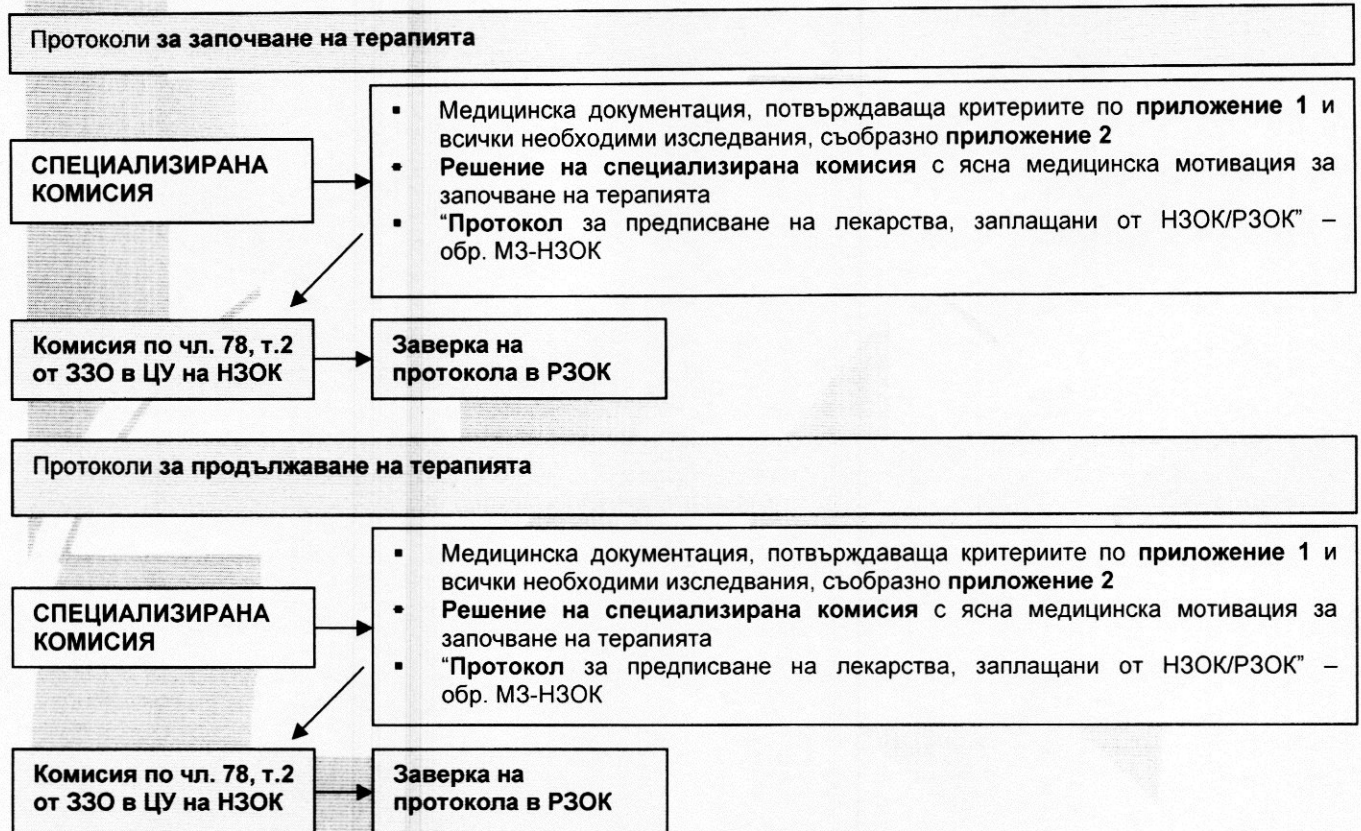 Протоколи за започване на терапията
СПЕЦИАЛИЗИРАНА
КОМИСИЯ
▪ Медицинска документация, потвърждаваща критериите по приложение 1 и
всички необходими изследвания, съобразно приложение 2
▪ Решение на специализирана комисия с ясна медицинска мотивация за
започване на терапията
▪ “Протокол за предписване на лекарства, заплащани от НЗОК/РЗОК” –
обр. МЗ-НЗОК
Комисия по чл. 78, т.2
от ЗЗО в ЦУ на НЗОК
Заверка на
протокола в РЗОК
Протоколи за продължаване на терапията
СПЕЦИАЛИЗИРАНА
КОМИСИЯ
▪ Медицинска документация, потвърждаваща критериите по приложение 1 и
всички необходими изследвания, съобразно приложение 2
▪ Решение на специализирана комисия с ясна медицинска мотивация за
започване на терапията
▪ “Протокол за предписване на лекарства, заплащани от НЗОК/РЗОК” –
обр. МЗ-НЗОК
Комисия по чл. 78, т.2
от ЗЗО в ЦУ на НЗОК
Заверка на
протокола в РЗОК